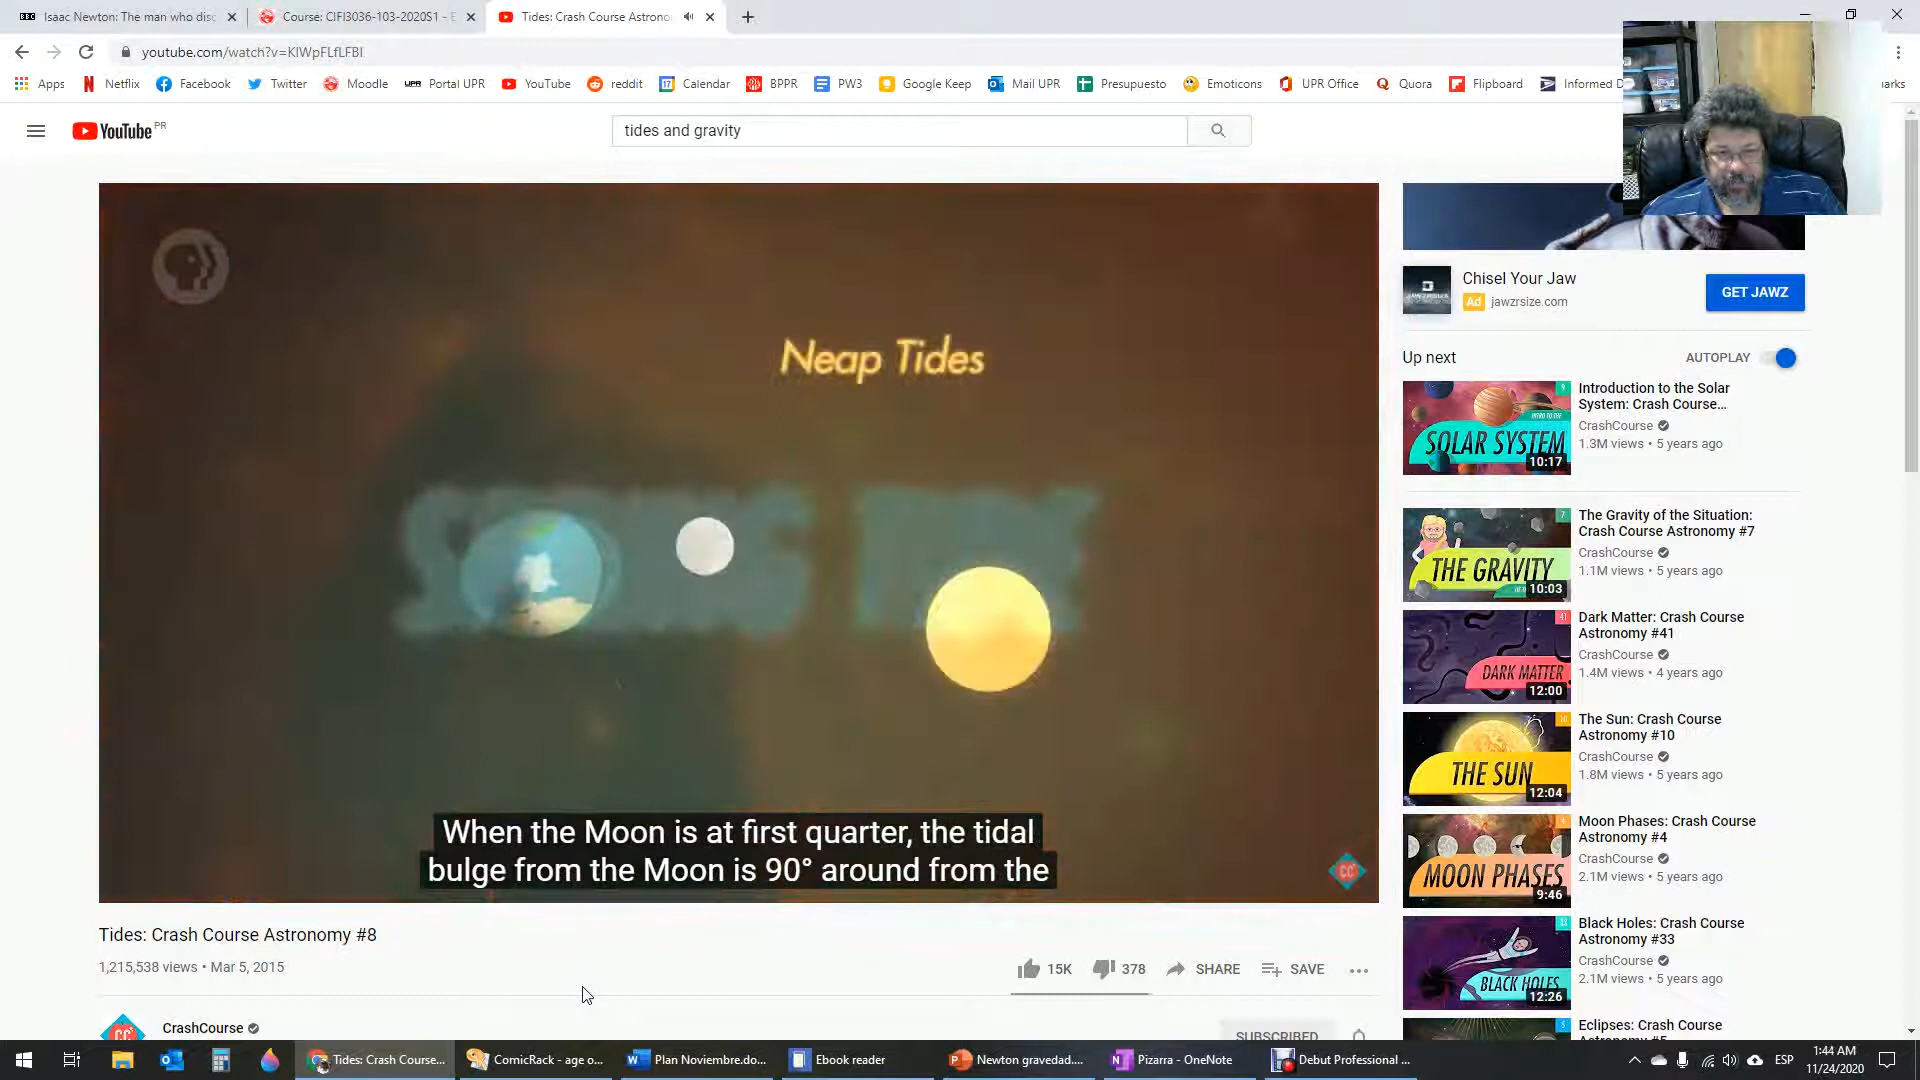 BBC Isaac Newton: The man who disc
Course: CIFI3036-103-2020S1 - E
Tides: Crash Course Astrono
youtube.com/watch?v=KlWpFLfLFBI
Apps
Netflix
Facebook
Twitter
Moodle
UPR Portal UPR
YouTube
reddit
17 Calendar
BPPR
PW3
Google Keep
Mail UPR
Presupuesto
Emoticons
UPR Office
Quora
Flipboard
Informed D
arks
YouTube PR
tides and gravity
Neap Tides
When the Moon is at first quarter, the tidal
bulge from the Moon is 90° around from the
CC
Tides: Crash Course Astronomy #8
1,215,538 views • Mar 5, 2015
15K
378
SHARE
SAVE
CC
CrashCourse
SUBSCRIBED
Chisel Your Jaw
Ad jawzrsize.com
GET JAWZ
Up next
AUTOPLAY
SOLAR SYSTEM
10:17
Introduction to the Solar
System: Crash Course...
CrashCourse
1.3M views • 5 years ago
THE GRAVITY
10:03
The Gravity of the Situation:
Crash Course Astronomy #7
CrashCourse
1.1M views • 5 years ago
DARK MATTER
12:00
Dark Matter: Crash Course
Astronomy #41
CrashCourse
1.4M views • 4 years ago
THE SUN
12:04
The Sun: Crash Course
Astronomy #10
CrashCourse
1.8M views • 5 years ago
MOON PHASES
9:46
Moon Phases: Crash Course
Astronomy #4
CrashCourse
2.1M views • 5 years ago
BLACK HOLES
12:26
Black Holes: Crash Course
Astronomy #33
CrashCourse
2.1M views • 5 years ago
Eclipses: Crash Course
Astronomy #5
Tides: Crash Course...
ComicRack - age o...
Plan Noviembre.do...
Ebook reader
Newton gravedad....
Pizarra - OneNote
Debut Professional ...
ESP
1:44 AM
11/24/2020